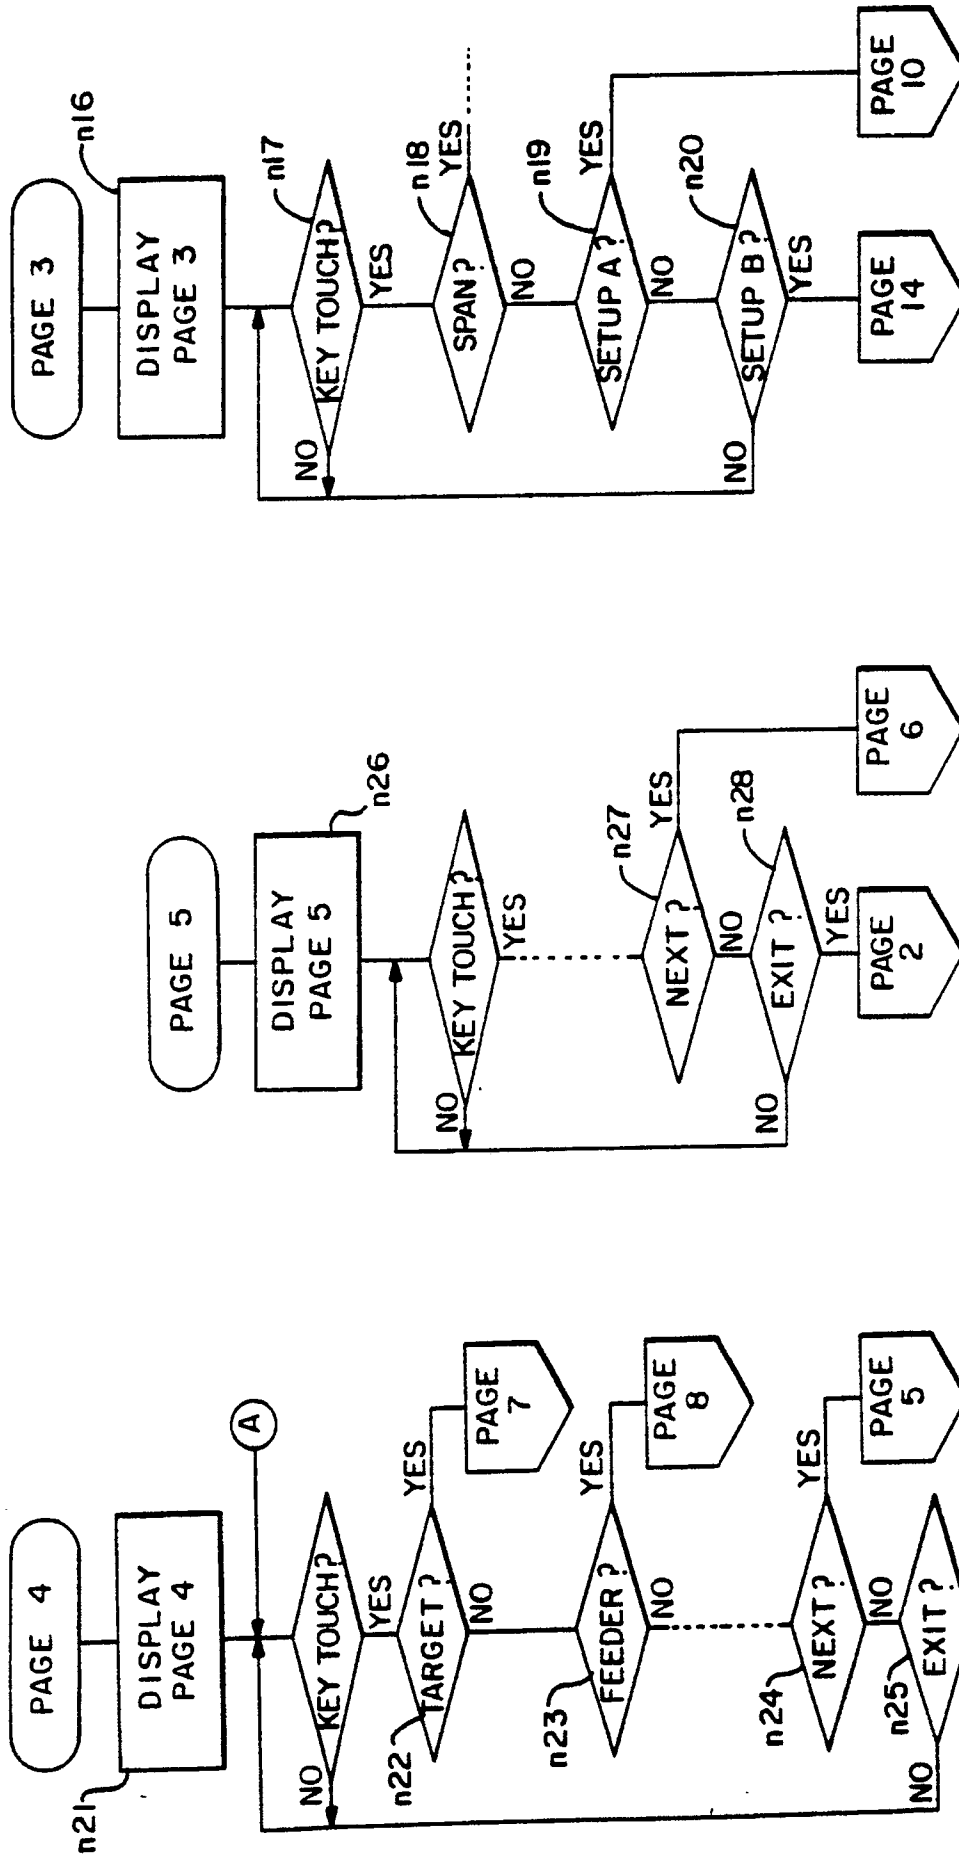 PAGE 4
n21
DISPLAY
PAGE 4
A
KEY TOUCH?
NO
YES
n22
TARGET?
YES
PAGE
7
NO
n23
FEEDER?
YES
PAGE
8
NO
n24
NEXT?
YES
PAGE
5
NO
n25
EXIT?
NO
PAGE 5
DISPLAY
PAGE 5
n26
KEY TOUCH?
NO
YES
n27
NEXT?
YES
PAGE
6
NO
n28
EXIT?
NO
YES
PAGE
2
PAGE 3
n16
DISPLAY
PAGE 3
n17
KEY TOUCH?
NO
YES
n18
SPAN?
YES
NO
n19
SETUP A?
YES
PAGE
10
NO
n20
SETUP B?
NO
YES
PAGE
14